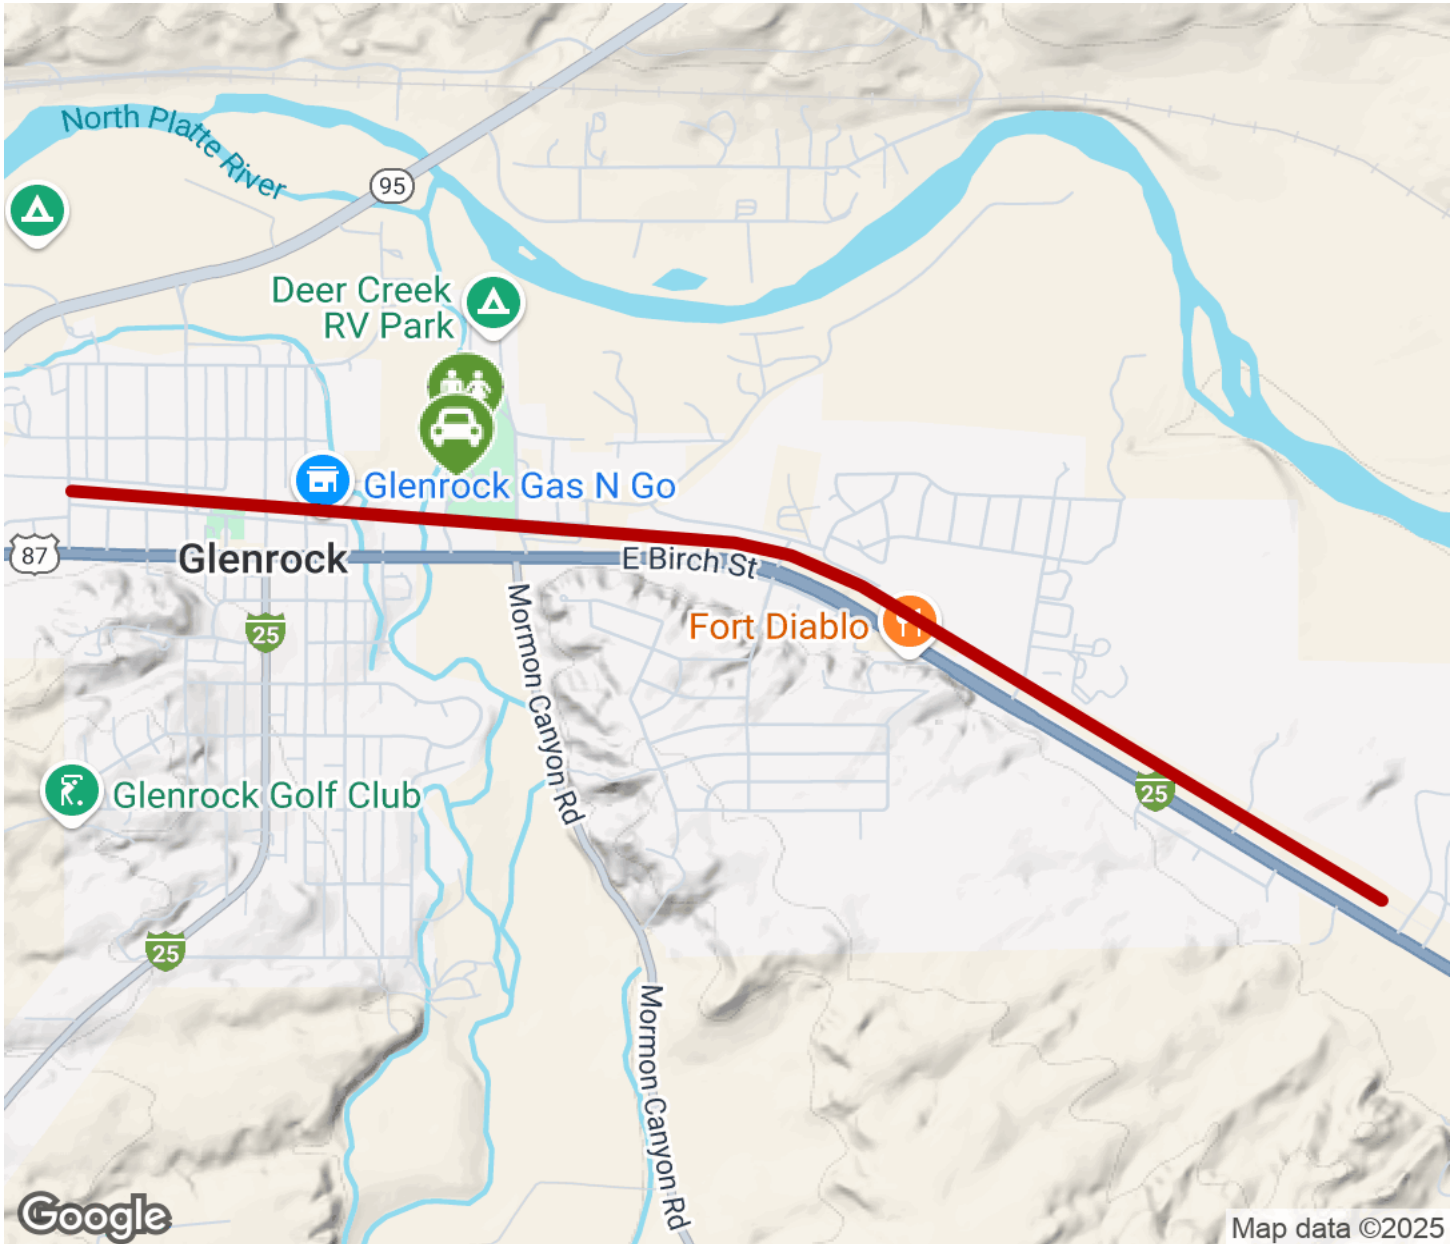 North Platte River
95
Deer Creek
RV Park
Glenrock Gas N Go
87
Glenrock
E Birch St
25
Fort Diablo
Mormon Canyon Rd
25
Glenrock Golf Club
25
Mormon Canyon Rd
Google
Map data ©2025